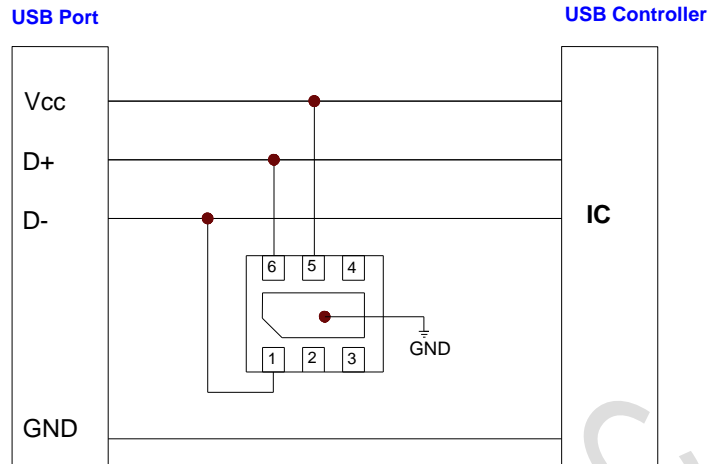 USB Port
USB Controller
Vcc
D+
D-
IC
6 5 4
GND
1 2 3
GND